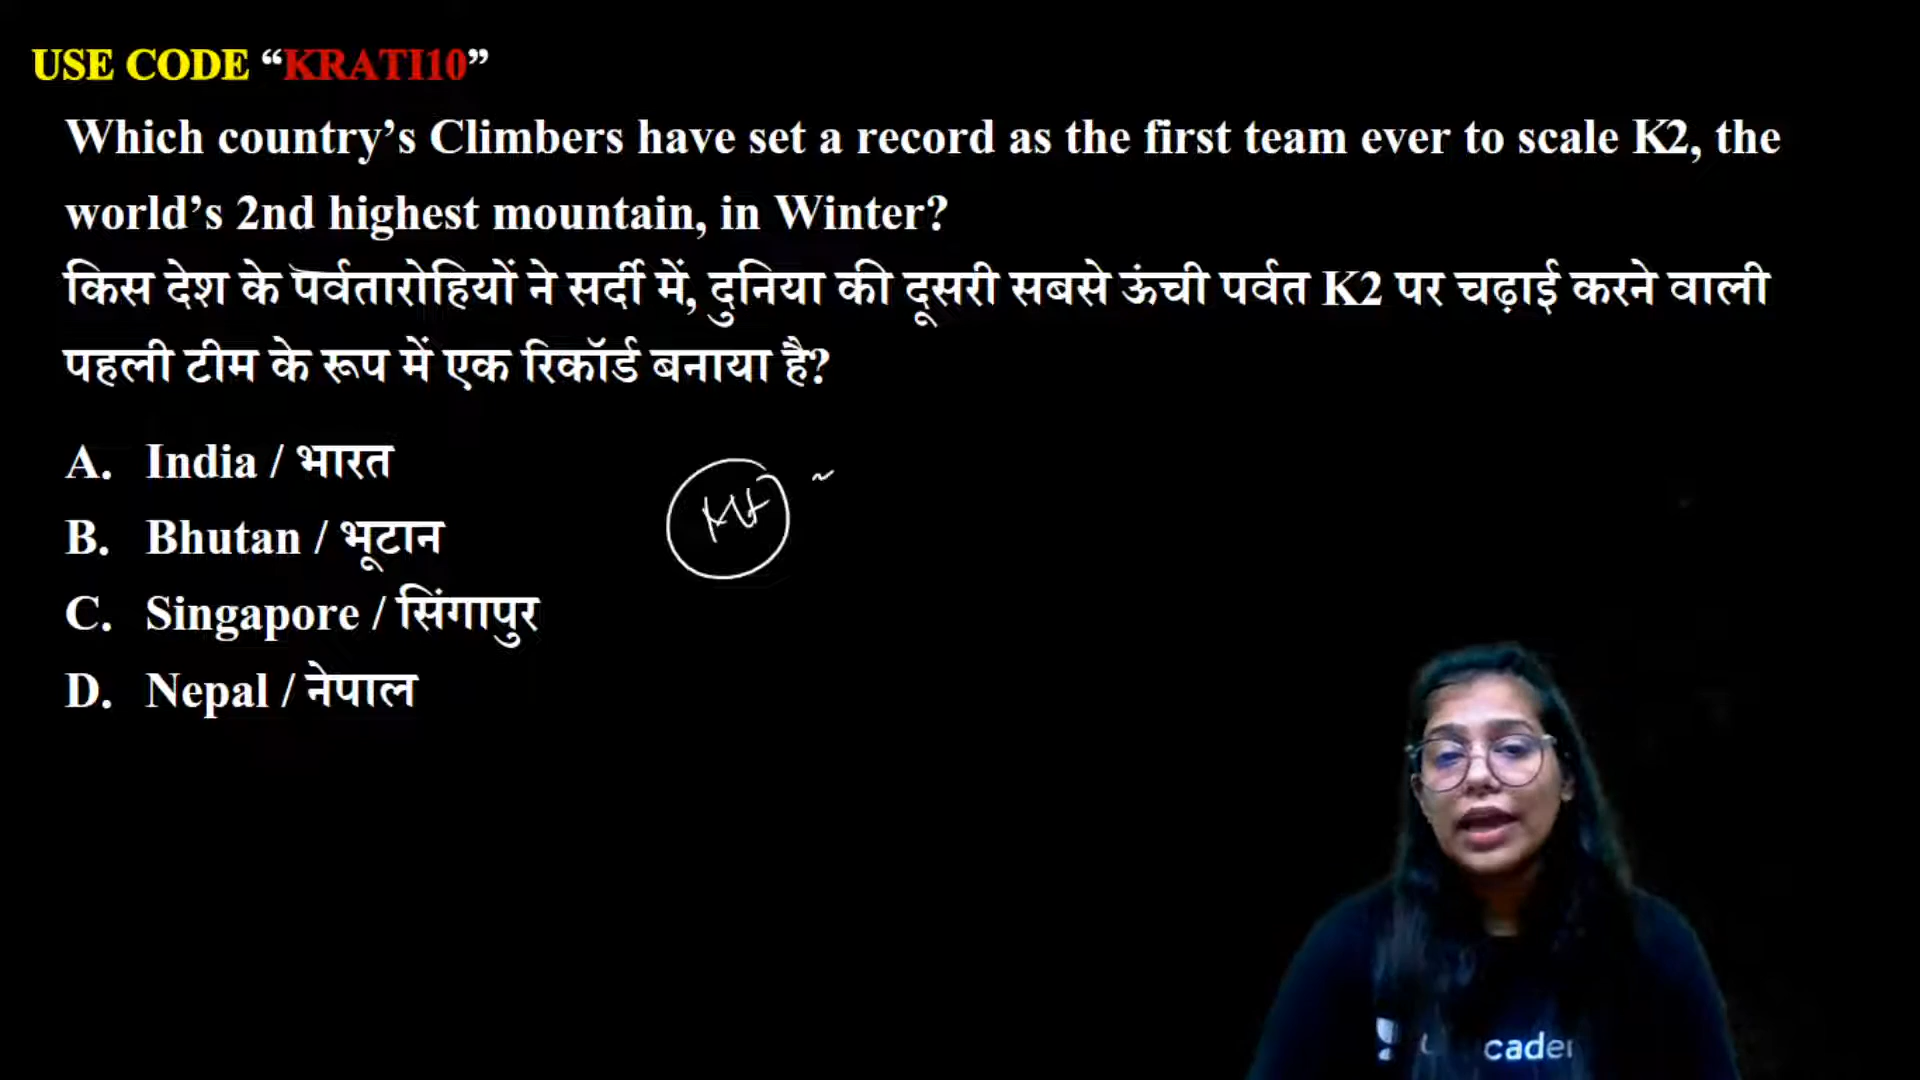 USE CODE “KRATI10”
Which country’s Climbers have set a record as the first team ever to scale K2, the
world’s 2nd highest mountain, in Winter?
किस देश के पर्वतारोहियों ने सर्दी में, दुनिया की दूसरी सबसे ऊंची पर्वत K2 पर चढ़ाई करने वाली
पहली टीम के रूप में एक रिकॉर्ड बनाया है?
A. India / भारत
B. Bhutan / भूटान
C. Singapore / सिंगापुर
D. Nepal / नेपाल